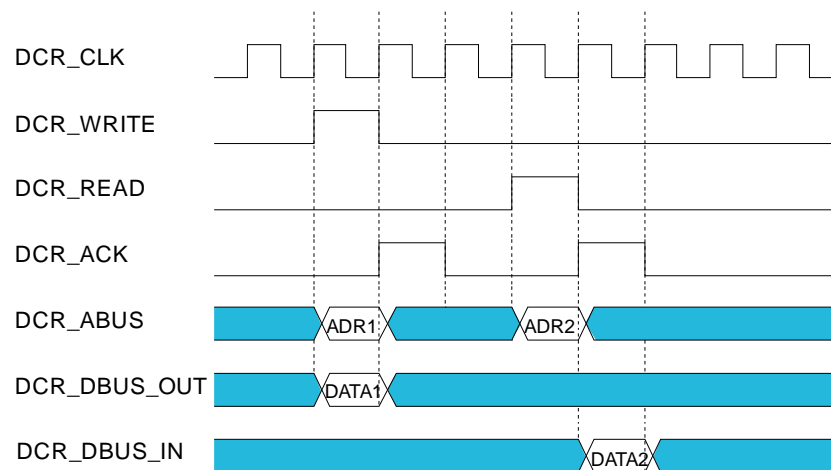 DCR_CLK
DCR_WRITE
DCR_READ
DCR_ACK
DCR_ABUS ADR1 ADR2
DCR_DBUS_OUT DATA1
DCR_DBUS_IN DATA2